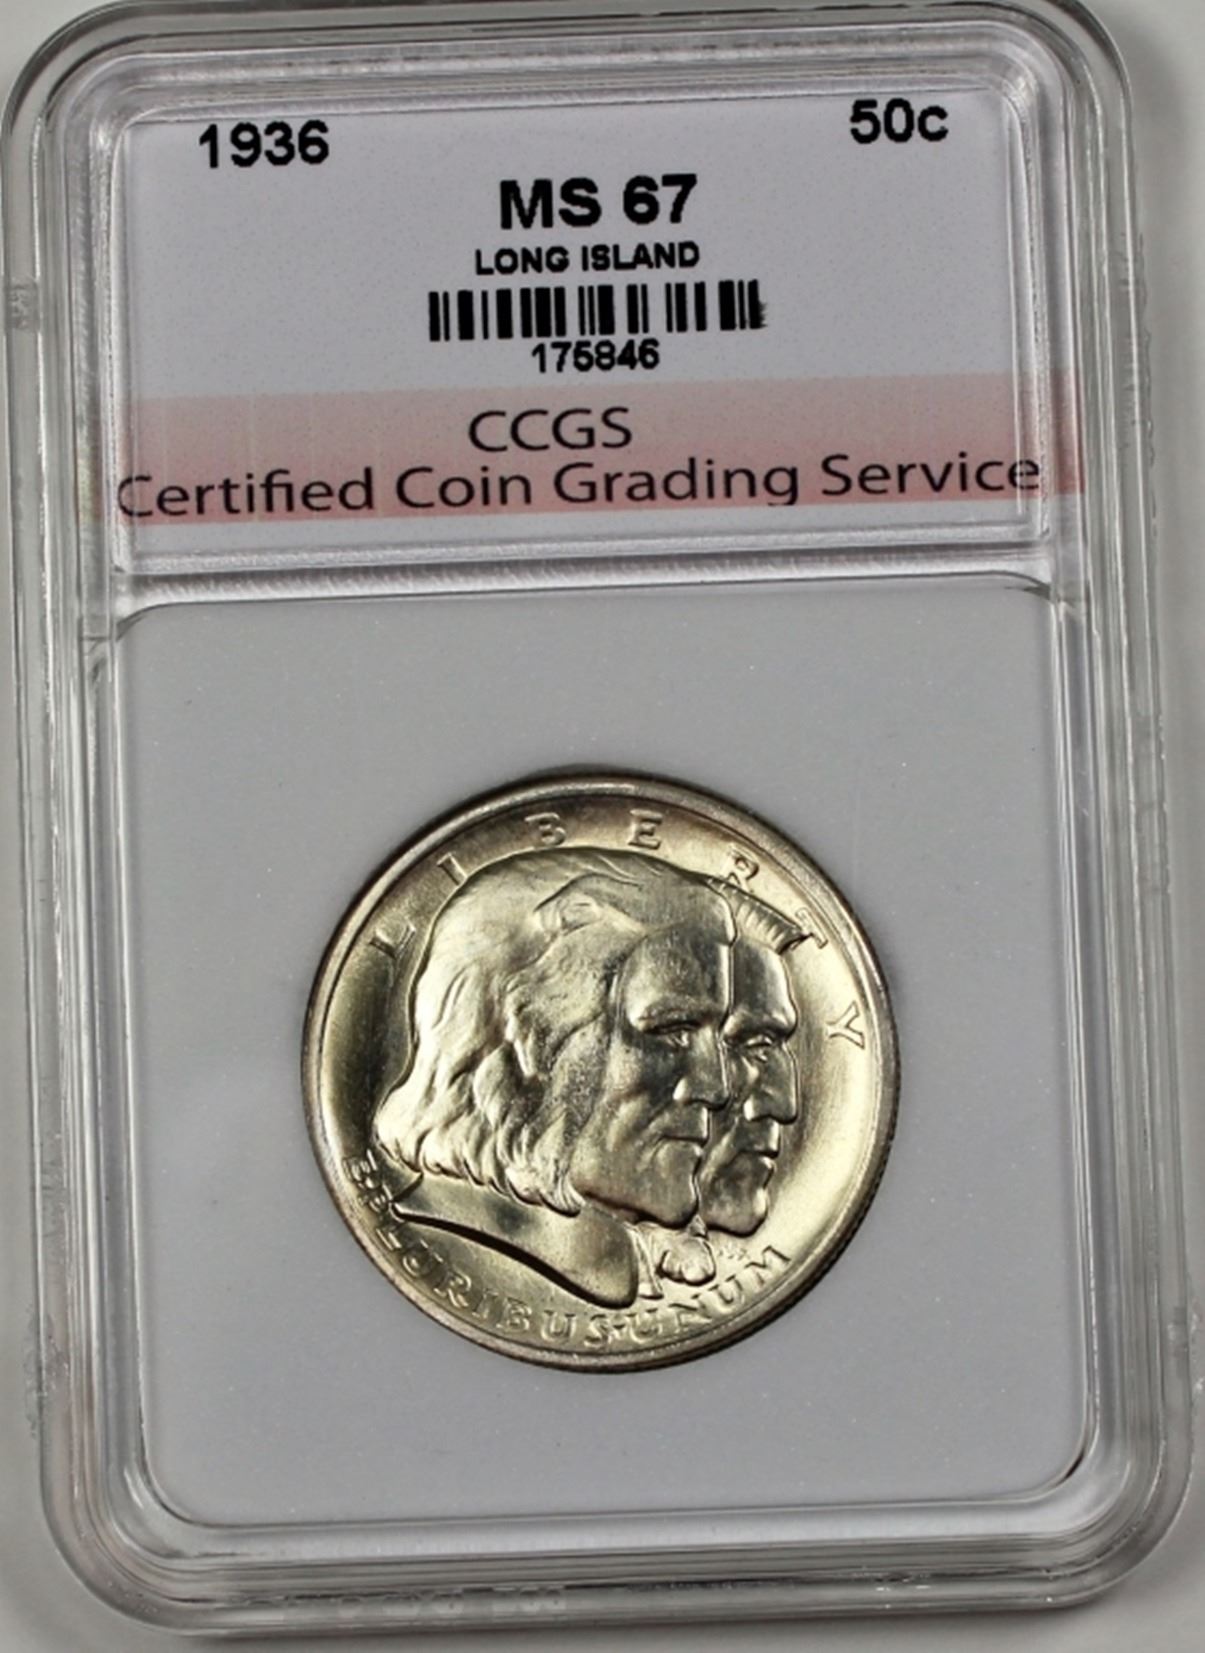 1936 50c
MS 67
LONG ISLAND
175846
CCGS
Certified Coin Grading Service
LIBERTY
E·PLURIBUS·UNUM